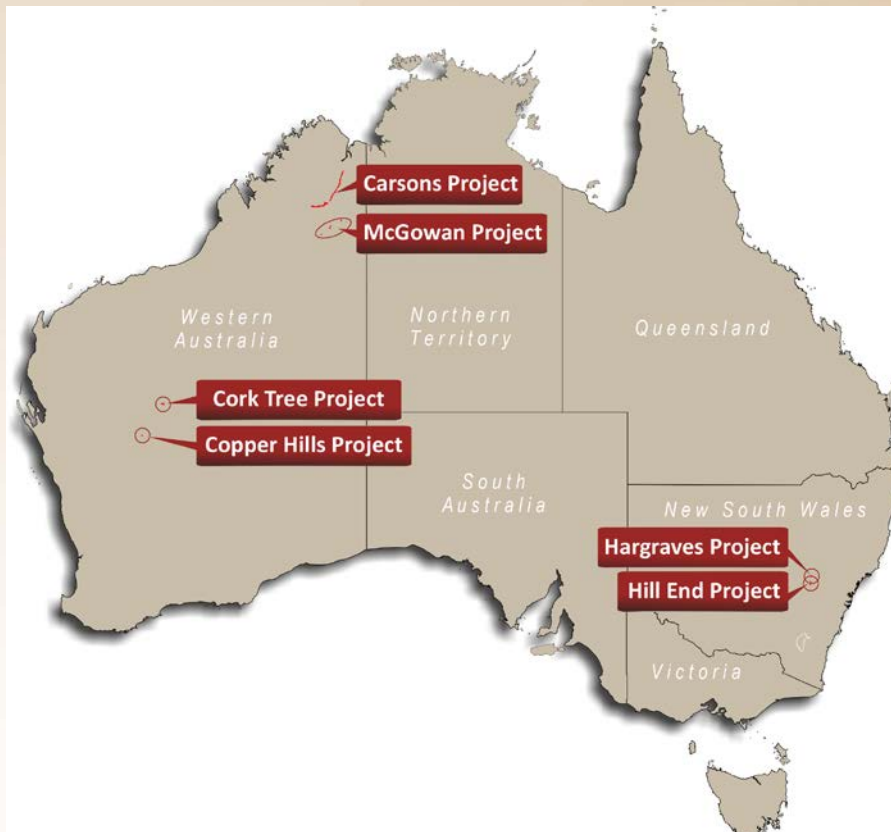 Carsons Project
McGowan Project
Western
Australia
Northern
Territory
Queensland
Cork Tree Project
Copper Hills Project
South
Australia
New South Wales
Hargraves Project
Hill End Project
Victoria